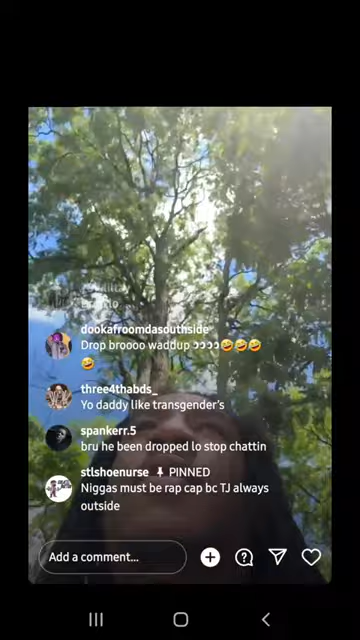 dookafroomdasouthside
Drop broooo waddup 👀👀🤣🤣🤣
🤣
three4thabds_
Yo daddy like transgender's
spankerr.5
bru he been dropped lo stop chattin
stlshoenurse 📌 PINNED
Niggas must be rap cap bc TJ always
outside
Add a comment...